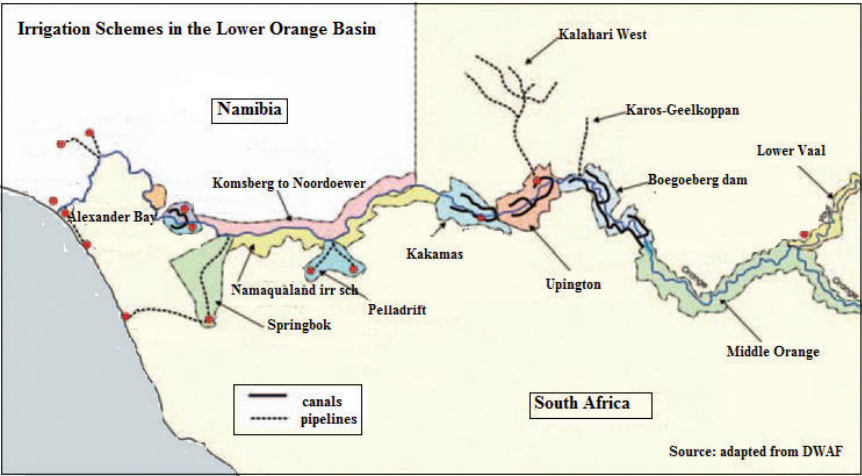 Irrigation Schemes in the Lower Orange Basin
Kalahari West
Namibia
Karos-Geelkoppan
Lower Vaal
Komsberg to Noordoewer
Boegoeberg dam
Alexander Bay
Kakamas
Namaqualand irr sch
Upington
Pelladrift
Springbok
Middle Orange
canals
pipelines
South Africa
Source: adapted from DWAF